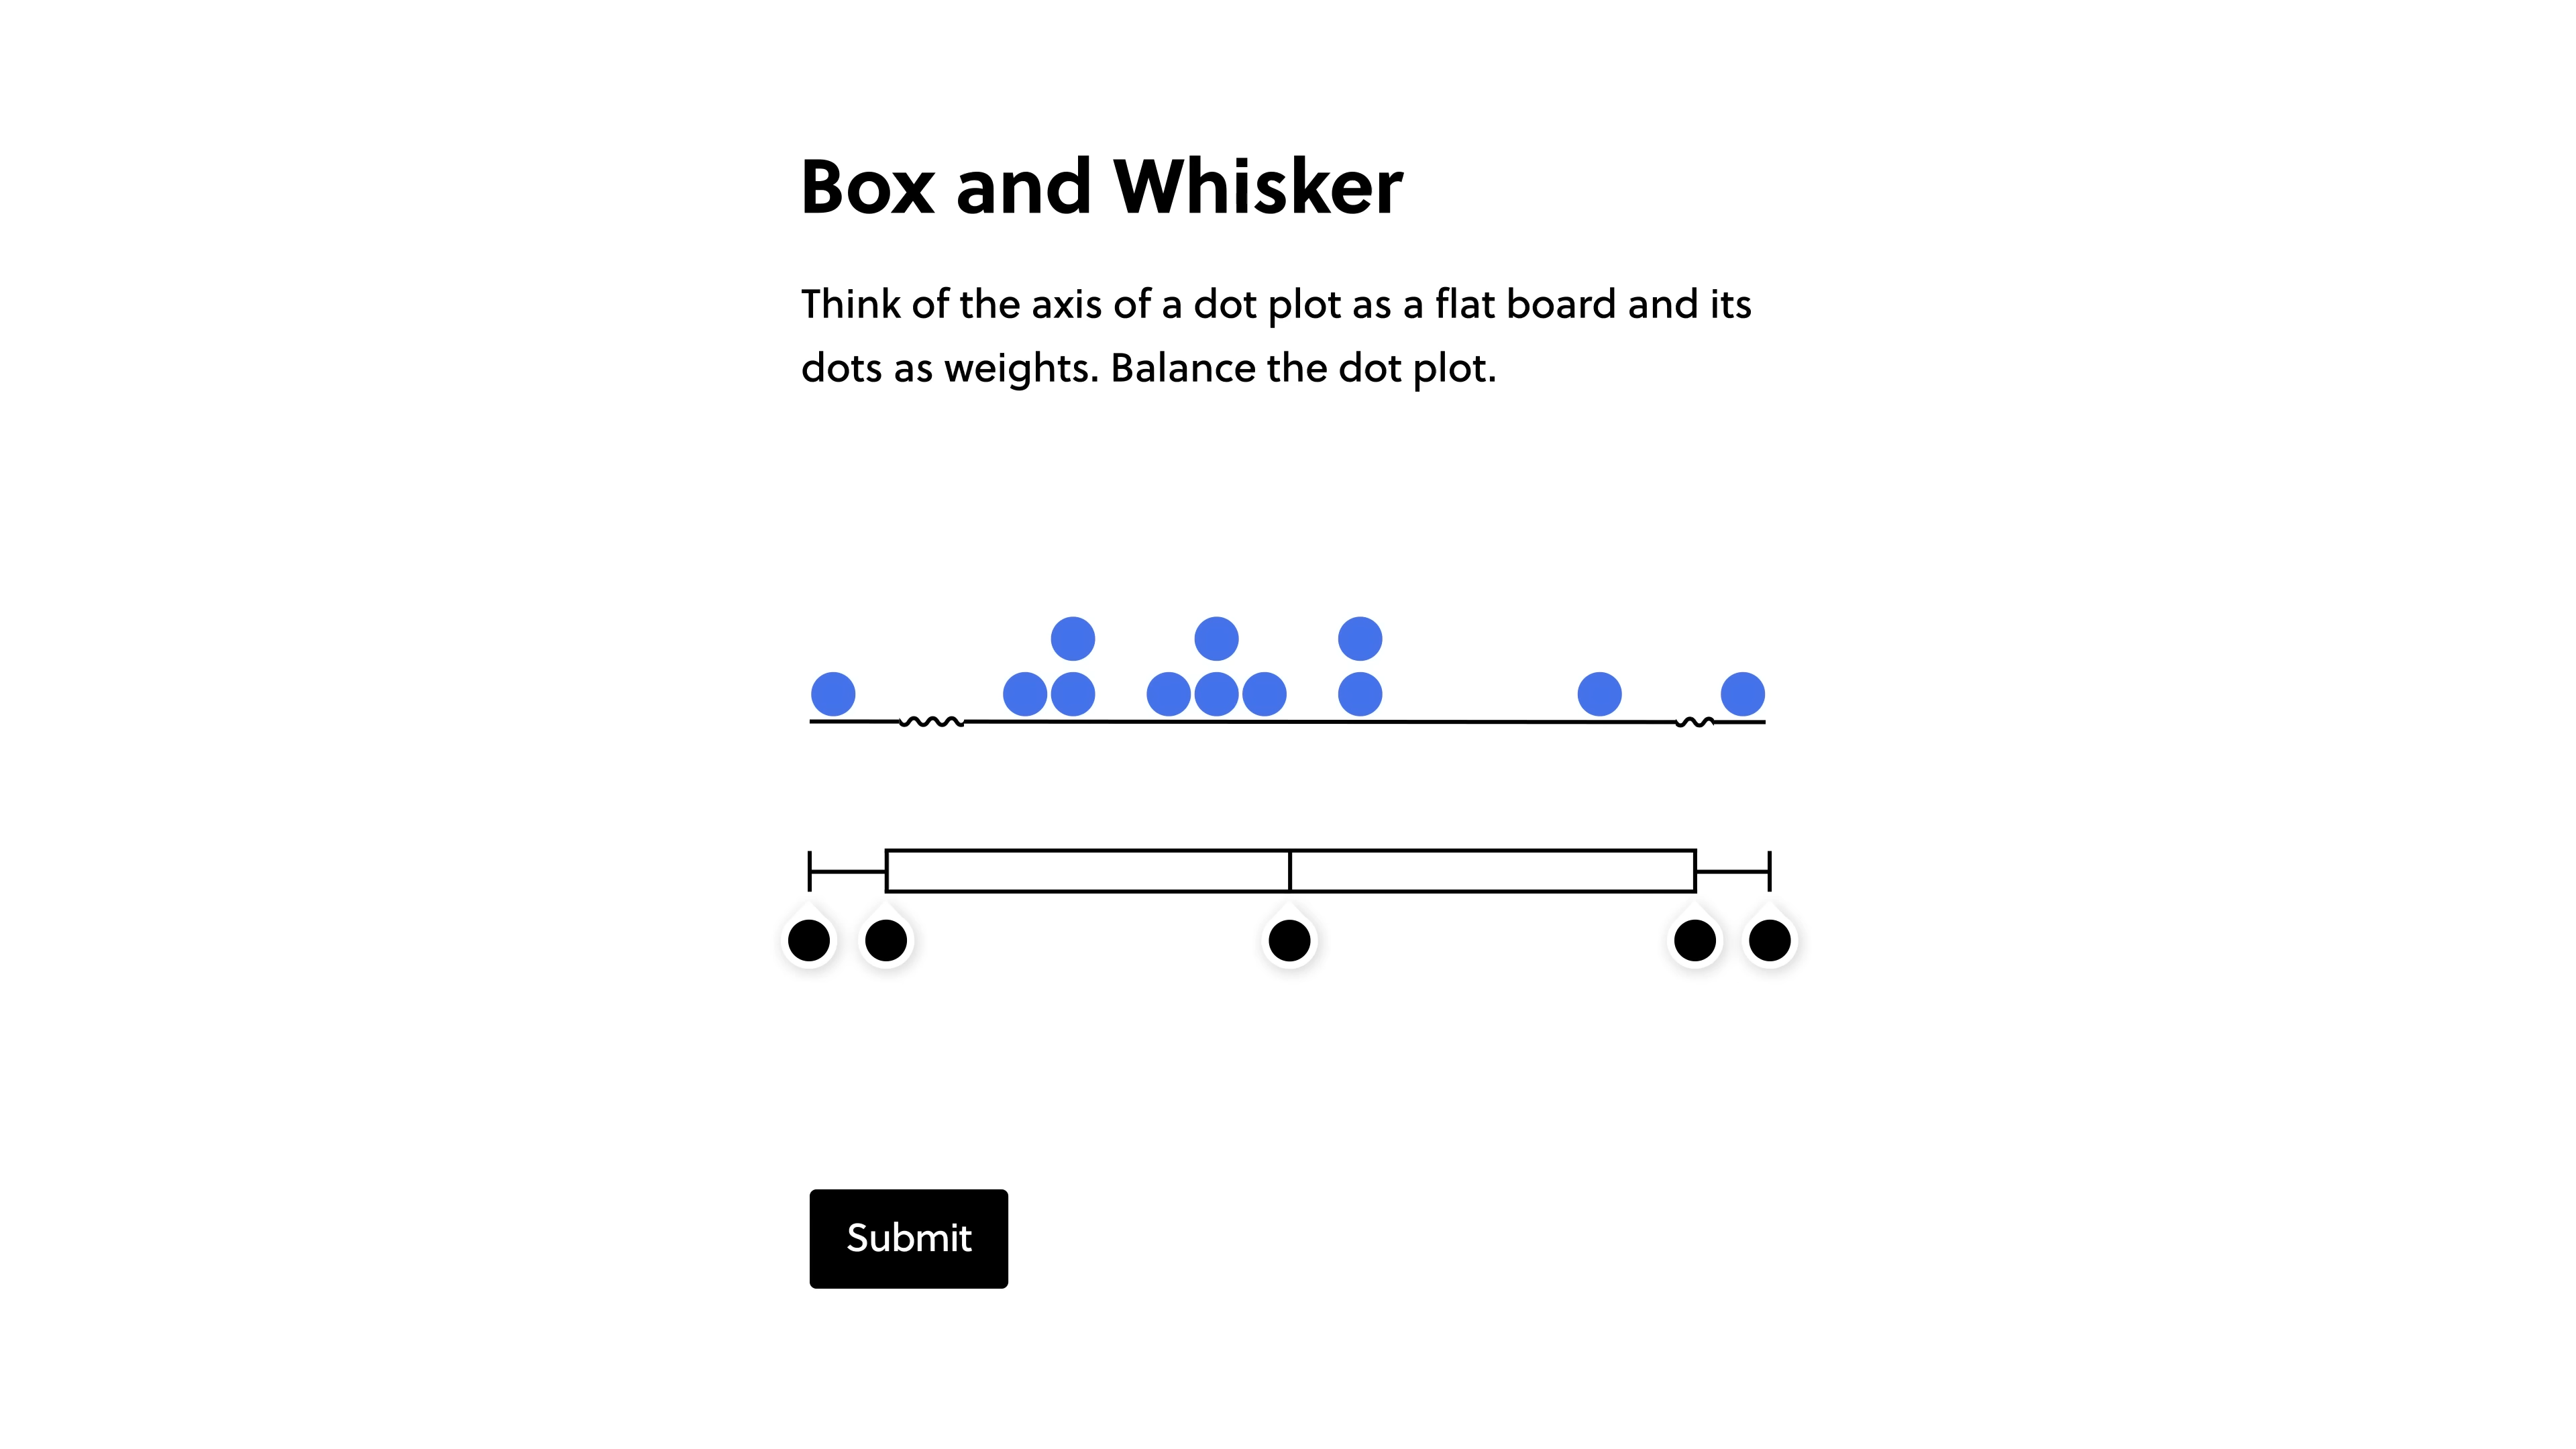 Box and Whisker
Think of the axis of a dot plot as a flat board and its
dots as weights. Balance the dot plot.
Submit